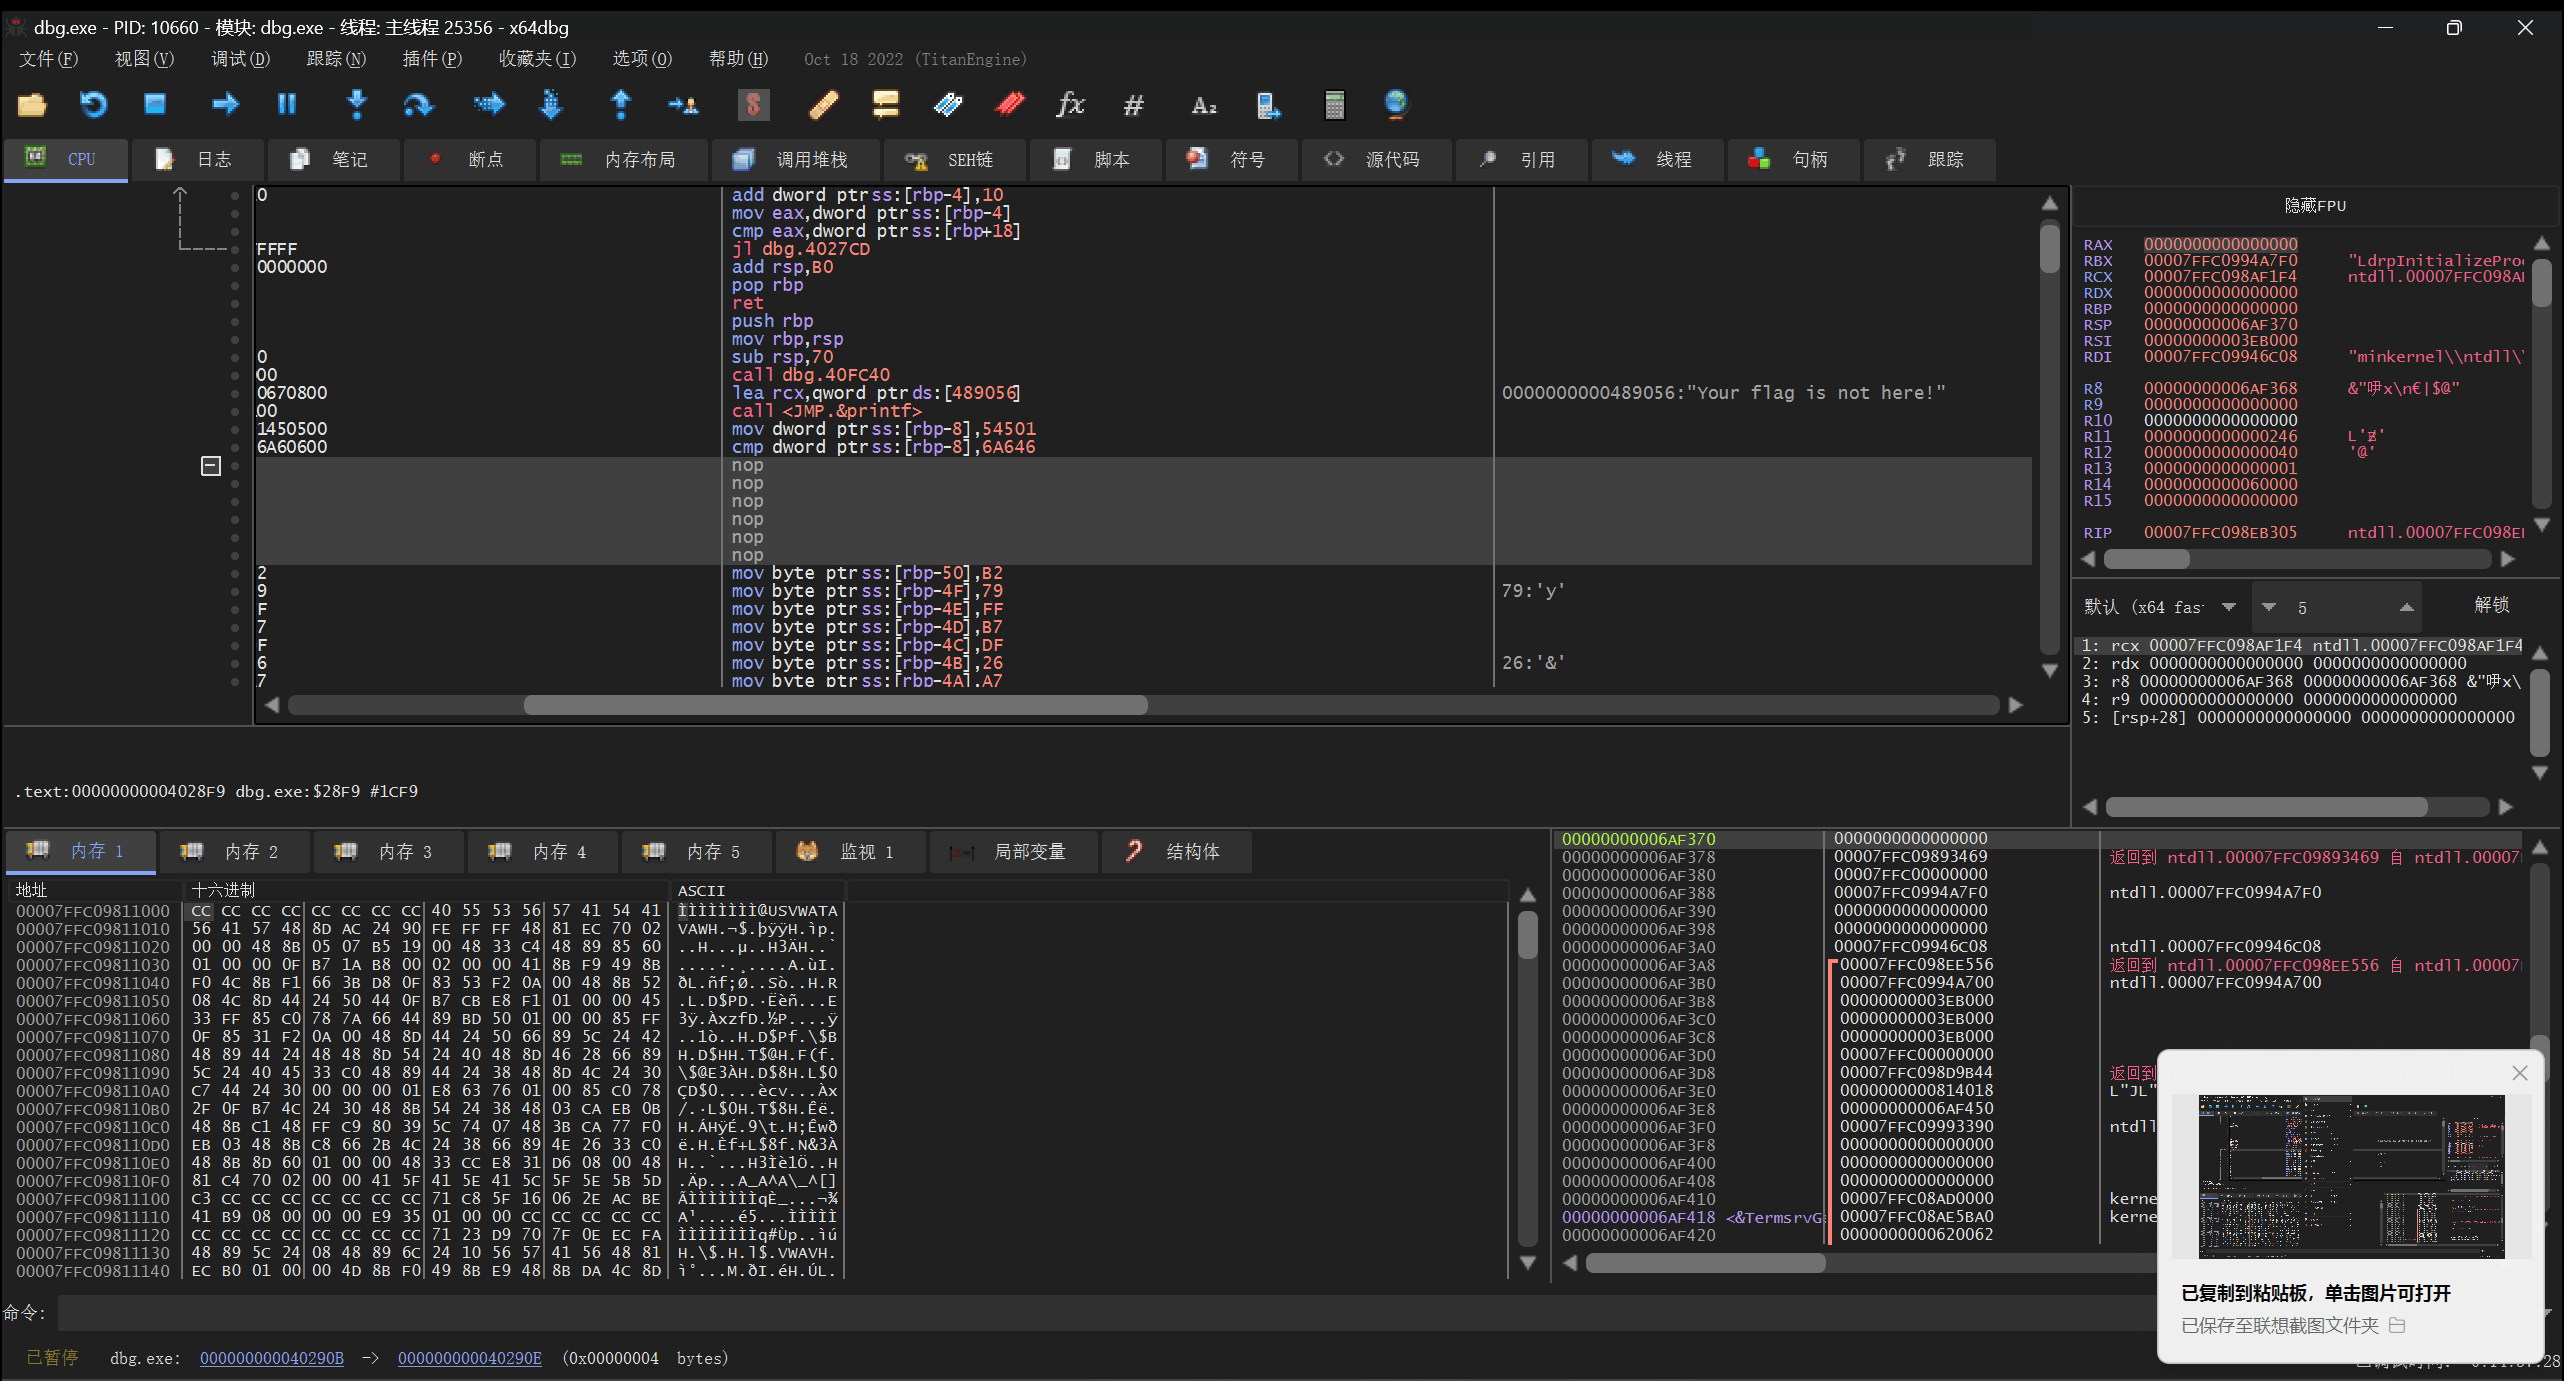 dbg.exe - PID: 10660 - 模块: dbg.exe - 线程: 主线程 25356 - x64dbg
文件(F) 视图(V) 调试(D) 跟踪(N) 插件(P) 收藏夹(I) 选项(O) 帮助(H) Oct 18 2022 (TitanEngine)
CPU 日志 笔记 断点 内存布局 调用堆栈 SEH链 脚本 符号 源代码 引用 线程 句柄 跟踪
0 add dword ptr ss:[rbp-4],10
mov eax,dword ptr ss:[rbp-4]
cmp eax,dword ptr ss:[rbp+18]
FFFF jl dbg.4027CD
0000000 add rsp,B0
pop rbp
ret
push rbp
mov rbp,rsp
0 sub rsp,70
00 call dbg.40FC40
0670800 lea rcx,qword ptr ds:[489056] 0000000000489056:"Your flag is not here!"
00 call <JMP.&printf>
1450500 mov dword ptr ss:[rbp-8],54501
6A60600 cmp dword ptr ss:[rbp-8],6A646
nop
nop
nop
nop
nop
nop
2 mov byte ptr ss:[rbp-50],B2
9 mov byte ptr ss:[rbp-4F],79 79:'y'
F mov byte ptr ss:[rbp-4E],FF
7 mov byte ptr ss:[rbp-4D],B7
F mov byte ptr ss:[rbp-4C],DF
6 mov byte ptr ss:[rbp-4B],26 26:'&'
7 mov byte ptr ss:[rbp-4A],A7
.text:00000000004028F9 dbg.exe:$28F9 #1CF9
隐藏FPU
RAX 0000000000000000
RBX 00007FFC0994A7F0 "LdrpInitializePro
RCX 00007FFC098AF1F4 ntdll.00007FFC098A
RDX 0000000000000000
RBP 0000000000000000
RSP 00000000006AF370
RSI 00000000003EB000
RDI 00007FFC09946C08 "minkernel\\ntdll\
R8 00000000006AF368 &"吚x\n€|$@"
R9 0000000000000000
R10 0000000000000000
R11 0000000000000246
R12 0000000000000040 '@'
R13 0000000000000001
R14 0000000000060000
R15 0000000000000000
RIP 00007FFC098EB305 ntdll.00007FFC098E
默认 (x64 fas 5 解锁
1: rcx 00007FFC098AF1F4 ntdll.00007FFC098AF1F4
2: rdx 0000000000000000 0000000000000000
3: r8 00000000006AF368 00000000006AF368 &"吚x\
4: r9 0000000000000000 0000000000000000
5: [rsp+28] 0000000000000000 0000000000000000
内存 1 内存 2 内存 3 内存 4 内存 5 监视 1 局部变量 结构体
地址 十六进制 ASCII
00007FFC09811000 CC CC CC CC CC CC CC CC 40 55 53 56 57 41 54 41 ÌÌÌÌÌÌÌÌ@USVWATA
00007FFC09811010 56 41 57 48 8D AC 24 90 FE FF FF 48 81 EC 70 02 VAWH.¬$.þÿÿH.ìp.
00007FFC09811020 00 00 48 8B 05 07 B5 19 00 48 33 C4 48 89 85 60 ..H...µ..H3ÄH..`
00007FFC09811030 01 00 00 0F B7 1A B8 00 02 00 00 41 8B F9 49 8B ....·.¸....A.ùI.
00007FFC09811040 F0 4C 8B F1 66 3B D8 0F 83 53 F2 0A 00 48 8B 52 ðL.ñf;Ø..Sò..H.R
00007FFC09811050 08 4C 8D 44 24 50 44 0F B7 CB E8 F1 01 00 00 45 .L.D$PD.·Ëèñ...E
00007FFC09811060 33 FF 85 C0 78 7A 66 44 89 BD 50 01 00 00 85 FF 3ÿ.ÀxzfD.½P....ÿ
00007FFC09811070 0F 85 31 F2 0A 00 48 8D 44 24 50 66 89 5C 24 42 ..1ò..H.D$Pf.\$B
00007FFC09811080 48 89 44 24 48 48 8D 54 24 40 48 8D 46 28 66 89 H.D$HH.T$@H.F(f.
00007FFC09811090 5C 24 40 45 33 C0 48 89 44 24 38 48 8D 4C 24 30 \$@E3ÀH.D$8H.L$0
00007FFC098110A0 C7 44 24 30 00 00 00 01 E8 63 76 01 00 85 C0 78 ÇD$0....ècv...Àx
00007FFC098110B0 2F 0F B7 4C 24 30 48 8B 54 24 38 48 03 CA EB 0B /.·L$0H.T$8H.Êë.
00007FFC098110C0 48 8B C1 48 FF C9 80 39 5C 74 07 48 3B CA 77 F0 H.ÁHÿÉ.9\t.H;Êwð
00007FFC098110D0 EB 03 48 8B C8 66 2B 4C 24 38 66 89 4E 26 33 C0 ë.H.Èf+L$8f.N&3À
00007FFC098110E0 48 8B 8D 60 01 00 00 48 33 CC E8 31 D6 08 00 48 H..`...H3Ìè1Ö..H
00007FFC098110F0 81 C4 70 02 00 00 41 5F 41 5E 41 5C 5F 5E 5B 5D .Äp...A_A^A\_^[]
00007FFC09811100 C3 CC CC CC CC CC CC CC 71 C8 5F 16 06 2E AC BE ÃÌÌÌÌÌÌÌqÈ_...¬¾
00007FFC09811110 41 B9 08 00 00 00 E9 35 01 00 00 CC CC CC CC CC A¹....é5...ÌÌÌÌÌ
00007FFC09811120 CC CC CC CC CC CC CC CC 71 23 D9 70 7F 0E EC FA ÌÌÌÌÌÌÌÌq#Ùp..ìú
00007FFC09811130 48 89 5C 24 08 48 89 6C 24 10 56 57 41 56 48 81 H.\$.H.l$.VWAVH.
00007FFC09811140 EC B0 01 00 00 4D 8B F0 49 8B E9 48 8B DA 4C 8D ì°...M.ðI.éH.ÚL.
00000000006AF370 0000000000000000
00000000006AF378 00007FFC09893469 返回到 ntdll.00007FFC09893469 自 ntdll.00007
00000000006AF380 00007FFC00000000
00000000006AF388 00007FFC0994A7F0 ntdll.00007FFC0994A7F0
00000000006AF390 0000000000000000
00000000006AF398 0000000000000000
00000000006AF3A0 00007FFC09946C08 ntdll.00007FFC09946C08
00000000006AF3A8 00007FFC098EE556 返回到 ntdll.00007FFC098EE556 自 ntdll.00007
00000000006AF3B0 00007FFC0994A700 ntdll.00007FFC0994A700
00000000006AF3B8 00000000003EB000
00000000006AF3C0 00000000003EB000
00000000006AF3C8 00000000003EB000
00000000006AF3D0 00007FFC00000000
00000000006AF3D8 00007FFC098D9B44 返回到
00000000006AF3E0 0000000000814018 L"JL"
00000000006AF3E8 00000000006AF450
00000000006AF3F0 00007FFC09993390 ntdll
00000000006AF3F8 0000000000000000
00000000006AF400 0000000000000000
00000000006AF408 0000000000000000
00000000006AF410 00007FFC08AD0000 kerne
00000000006AF418 <&TermsrvG 00007FFC08AE5BA0 kerne
00000000006AF420 0000000000620062
已复制到粘贴板，单击图片可打开
已保存至联想截图文件夹
命令:
已暂停 dbg.exe: 000000000040290B -> 000000000040290E (0x00000004 bytes)